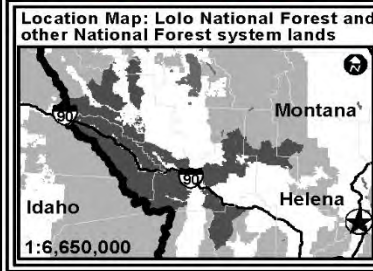 Location Map: Lolo National Forest and
other National Forest system lands
N
Montana
90
90
Idaho
Helena
1:6,650,000